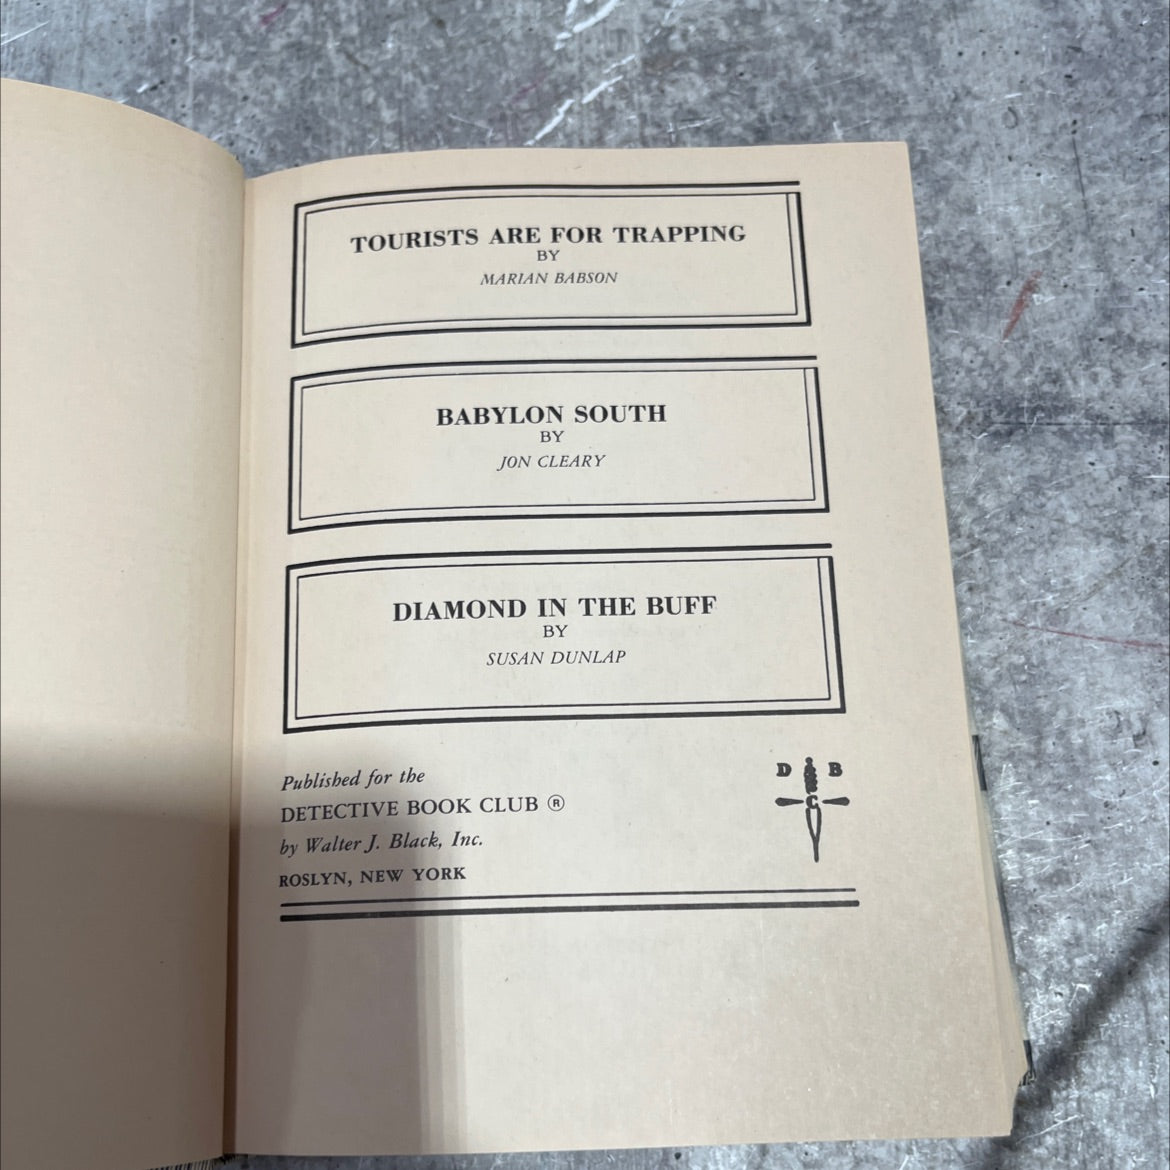 TOURISTS ARE FOR TRAPPING
BY
MARIAN BABSON
BABYLON SOUTH
BY
JON CLEARY
DIAMOND IN THE BUFF
BY
SUSAN DUNLAP
Published for the
DETECTIVE BOOK CLUB ®
by Walter J. Black, Inc.
ROSLYN, NEW YORK
D B
C